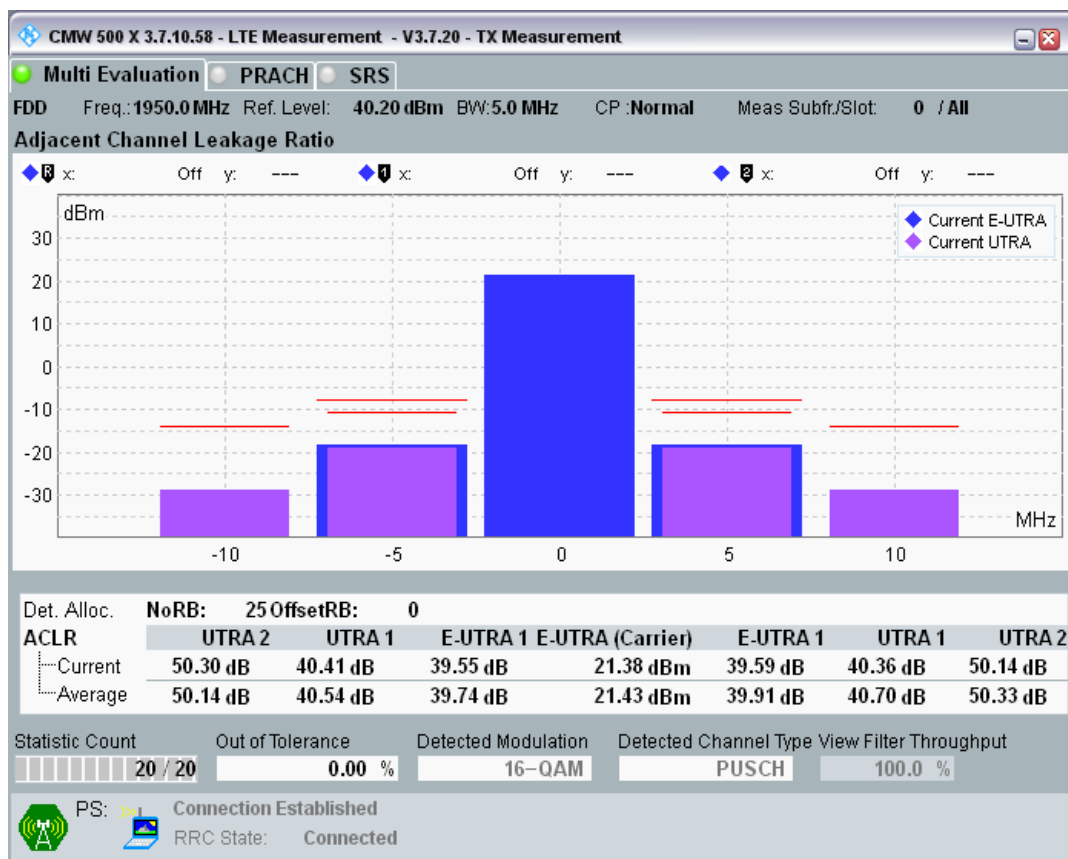 CMW 500 X 3.7.10.58 - LTE Measurement - V3.7.20 - TX Measurement
Multi Evaluation PRACH SRS
FDD Freq.: 1950.0 MHz Ref. Level: 40.20 dBm BW: 5.0 MHz CP : Normal Meas Subfr./Slot: 0 / All
Adjacent Channel Leakage Ratio
R x: Off y: --- 1 x: Off y: --- 2 x: Off y: ---
dBm
Current E-UTRA
Current UTRA
30
20
10
0
-10
-20
-30
MHz
-10 -5 0 5 10
Det. Alloc. NoRB: 25 OffsetRB: 0
ACLR UTRA 2 UTRA 1 E-UTRA 1 E-UTRA (Carrier) E-UTRA 1 UTRA 1 UTRA 2
Current 50.30 dB 40.41 dB 39.55 dB 21.38 dBm 39.59 dB 40.36 dB 50.14 dB
Average 50.14 dB 40.54 dB 39.74 dB 21.43 dBm 39.91 dB 40.70 dB 50.33 dB
Statistic Count Out of Tolerance Detected Modulation Detected Channel Type View Filter Throughput
20 / 20 0.00 % 16-QAM PUSCH 100.0 %
PS: Connection Established
RRC State: Connected